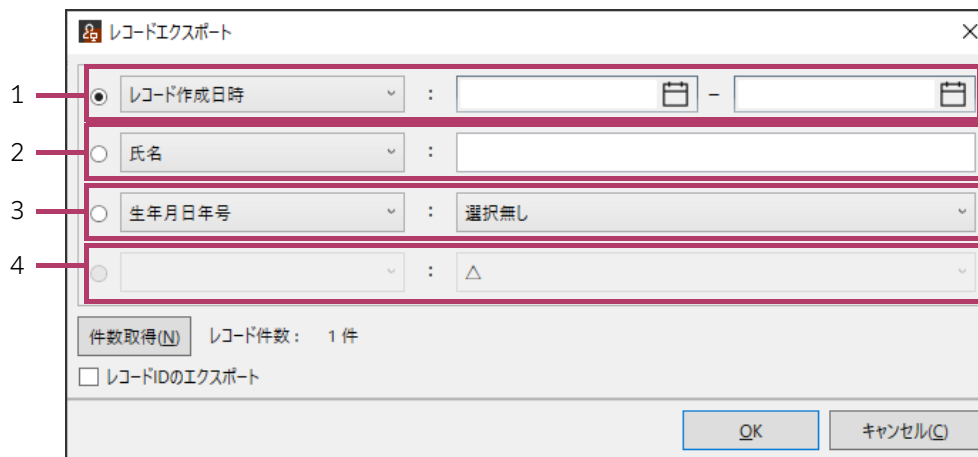 レコードエクスポート
1 レコード作成日時 : –
2 氏名 :
3 生年月日年号 : 選択無し
4 : △
件数取得(N) レコード件数： 1 件
レコードIDのエクスポート
OK キャンセル(C)